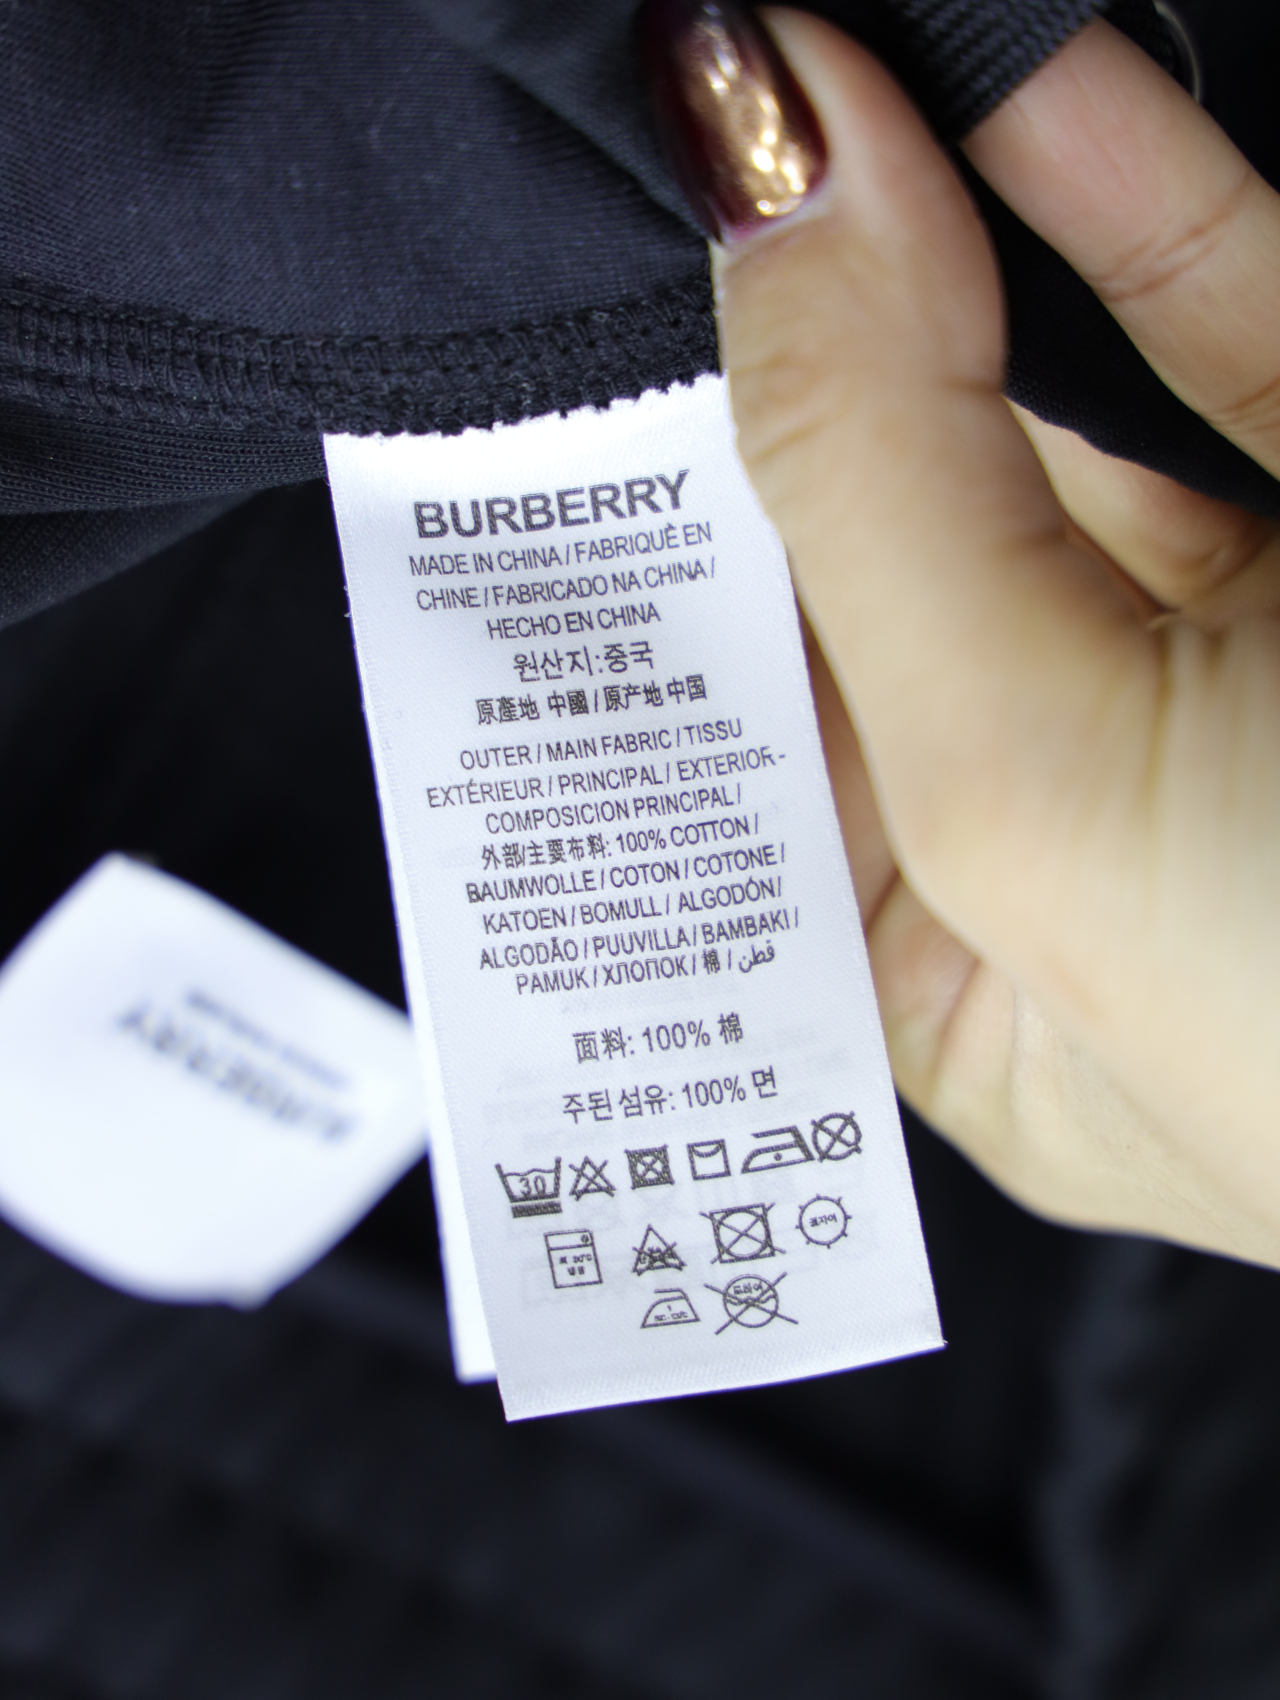 BURBERRY
MADE IN CHINA / FABRIQUÉ EN
CHINE / FABRICADO NA CHINA /
HECHO EN CHINA
원산지:중국
原產地 中國 / 原产地 中国
OUTER / MAIN FABRIC / TISSU
EXTÉRIEUR / PRINCIPAL / EXTERIOR -
COMPOSICION PRINCIPAL /
外部/主要布料: 100% COTTON /
BAUMWOLLE / COTON / COTONE /
KATOEN / BOMULL / ALGODÓN /
ALGODÃO / PUUVILLA / BAMBAKI /
PAMUK / ХЛОПОК / 棉 / قطن
面料: 100% 棉
주된 섬유: 100% 면
30
BURBERRY